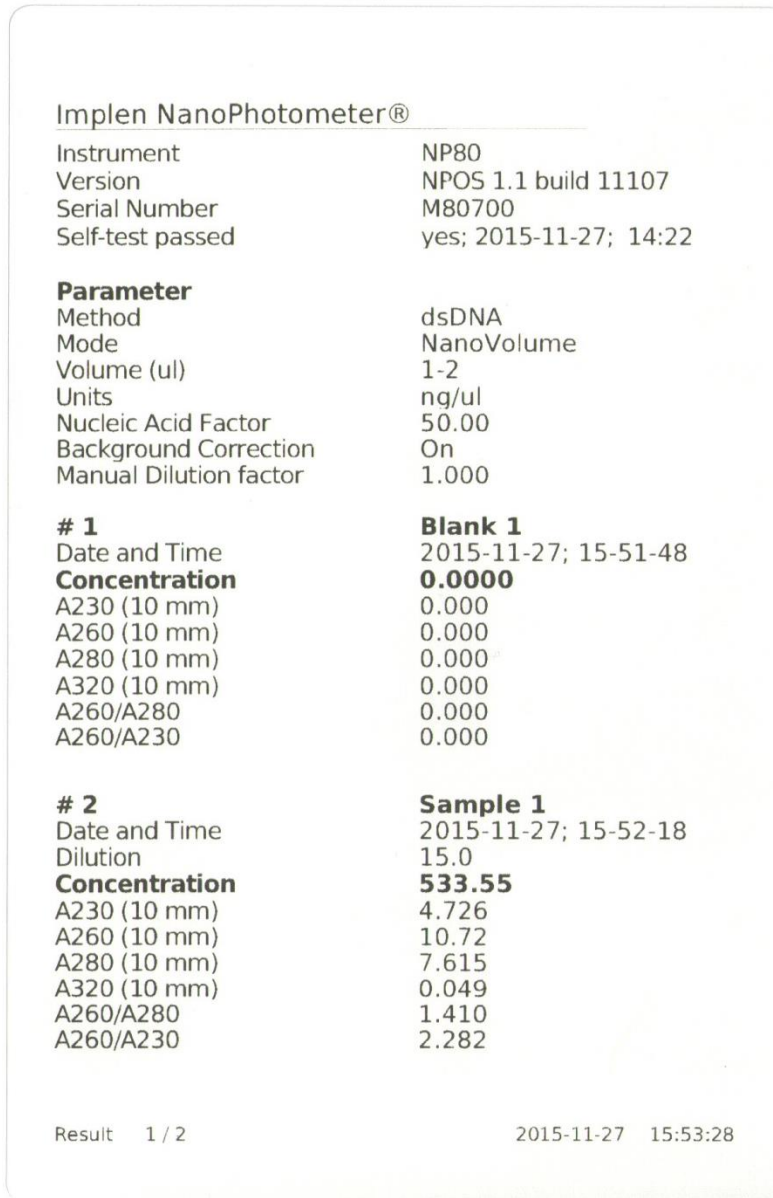 Implen NanoPhotometer®
Instrument NP80
Version NPOS 1.1 build 11107
Serial Number M80700
Self-test passed yes; 2015-11-27; 14:22
Parameter
Method dsDNA
Mode NanoVolume
Volume (ul) 1-2
Units ng/ul
Nucleic Acid Factor 50.00
Background Correction On
Manual Dilution factor 1.000
# 1 Blank 1
Date and Time 2015-11-27; 15-51-48
Concentration 0.0000
A230 (10 mm) 0.000
A260 (10 mm) 0.000
A280 (10 mm) 0.000
A320 (10 mm) 0.000
A260/A280 0.000
A260/A230 0.000
# 2 Sample 1
Date and Time 2015-11-27; 15-52-18
Dilution 15.0
Concentration 533.55
A230 (10 mm) 4.726
A260 (10 mm) 10.72
A280 (10 mm) 7.615
A320 (10 mm) 0.049
A260/A280 1.410
A260/A230 2.282
Result 1 / 2 2015-11-27 15:53:28